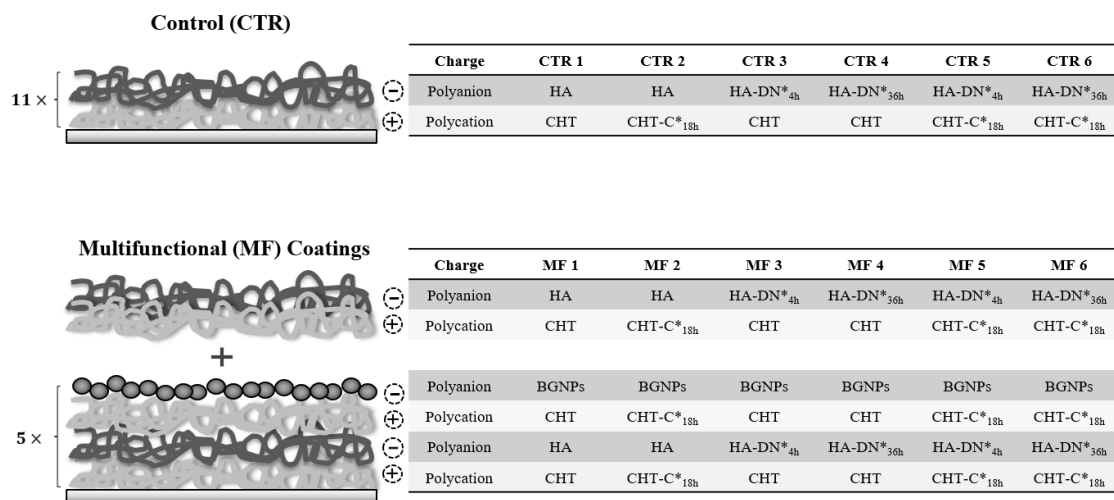 Control (CTR)
11 ×
−
+
Charge CTR 1 CTR 2 CTR 3 CTR 4 CTR 5 CTR 6
Polyanion HA HA HA-DN*4h HA-DN*36h HA-DN*4h HA-DN*36h
Polycation CHT CHT-C*18h CHT CHT CHT-C*18h CHT-C*18h
Multifunctional (MF) Coatings
−
+
Charge MF 1 MF 2 MF 3 MF 4 MF 5 MF 6
Polyanion HA HA HA-DN*4h HA-DN*36h HA-DN*4h HA-DN*36h
Polycation CHT CHT-C*18h CHT CHT CHT-C*18h CHT-C*18h
+
5 ×
−
+
−
+
Polyanion BGNPs BGNPs BGNPs BGNPs BGNPs BGNPs
Polycation CHT CHT-C*18h CHT CHT CHT-C*18h CHT-C*18h
Polyanion HA HA HA-DN*4h HA-DN*36h HA-DN*4h HA-DN*36h
Polycation CHT CHT-C*18h CHT CHT CHT-C*18h CHT-C*18h